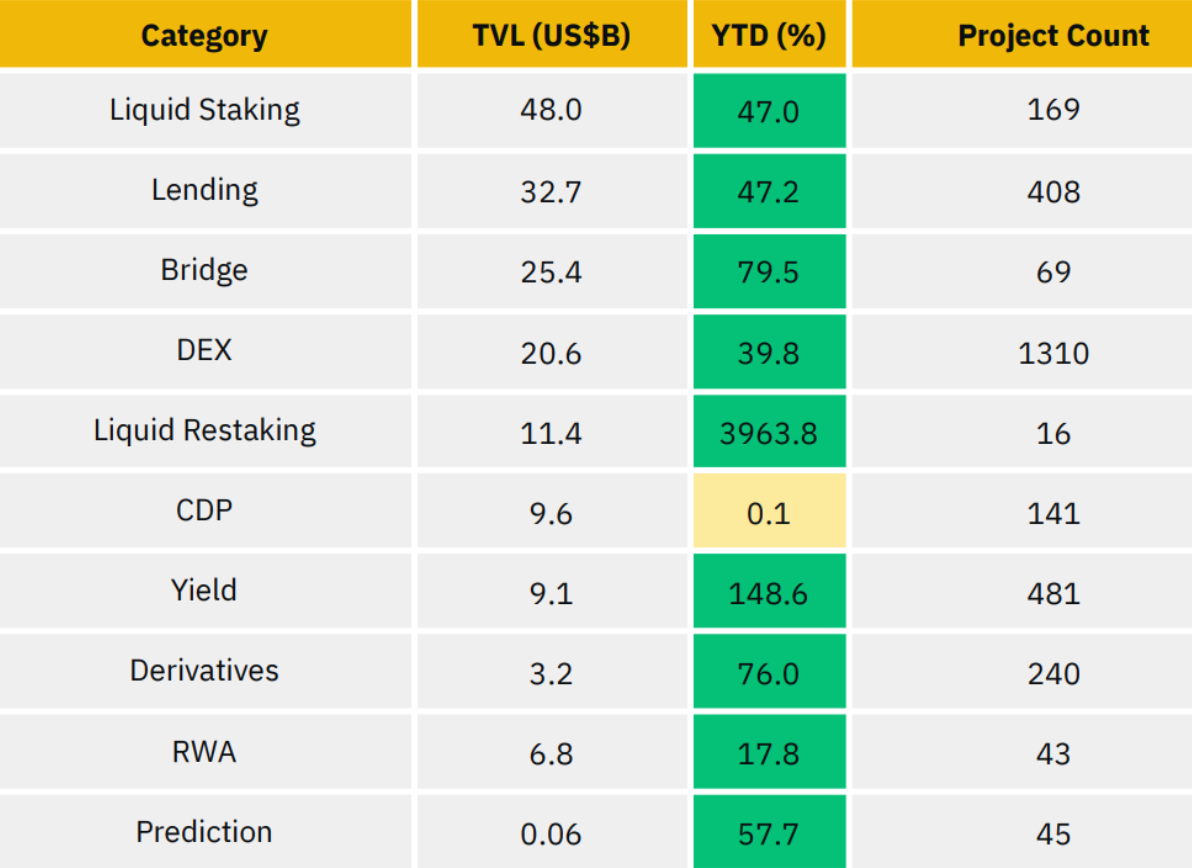 Category TVL (US$B) YTD (%) Project Count
Liquid Staking 48.0 47.0 169
Lending 32.7 47.2 408
Bridge 25.4 79.5 69
DEX 20.6 39.8 1310
Liquid Restaking 11.4 3963.8 16
CDP 9.6 0.1 141
Yield 9.1 148.6 481
Derivatives 3.2 76.0 240
RWA 6.8 17.8 43
Prediction 0.06 57.7 45